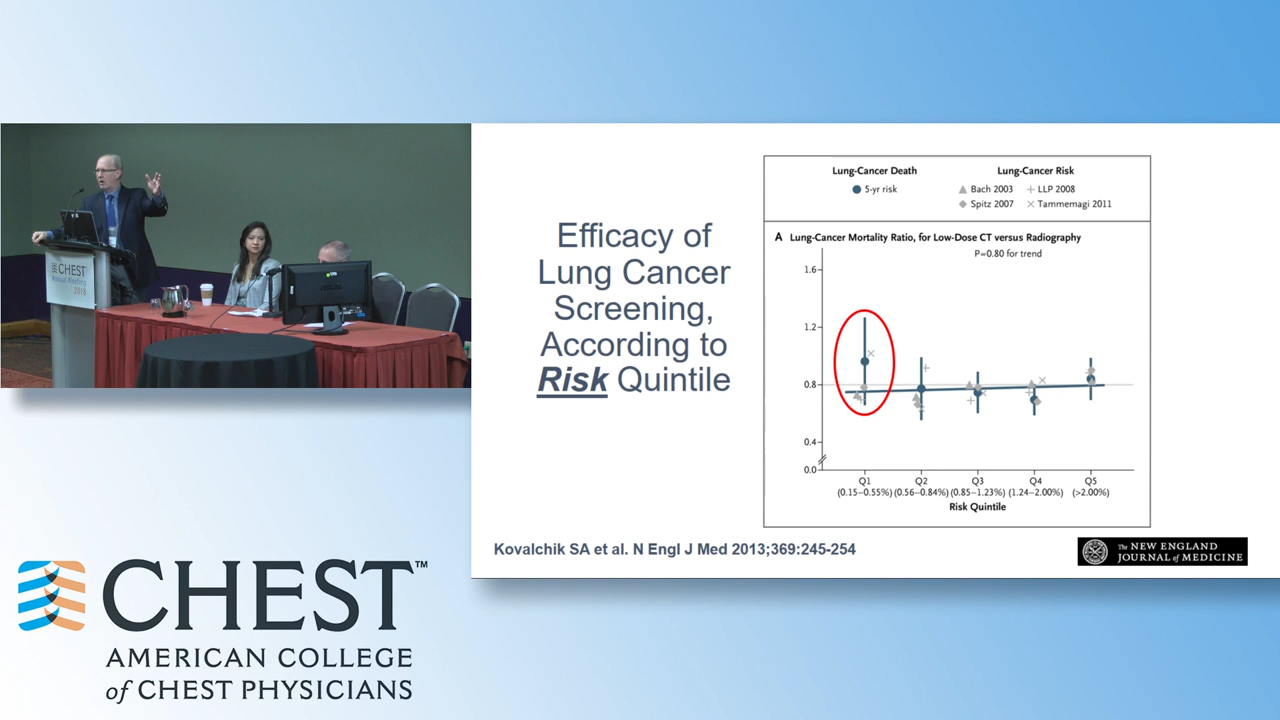 CHEST
Annual Meeting
2018
Efficacy of
Lung Cancer
Screening,
According to
Risk Quintile
Lung-Cancer Death
Lung-Cancer Risk
5-yr risk
Bach 2003
LLP 2008
Spitz 2007
Tammemagi 2011
A Lung-Cancer Mortality Ratio, for Low-Dose CT versus Radiography
P=0.80 for trend
1.6
1.2
0.8
0.4
0.0
Q1 Q2 Q3 Q4 Q5
(0.15–0.55%) (0.56–0.84%) (0.85–1.23%) (1.24–2.00%) (>2.00%)
Risk Quintile
Kovalchik SA et al. N Engl J Med 2013;369:245-254
The NEW ENGLAND
JOURNAL of MEDICINE
CHEST™
AMERICAN COLLEGE
of CHEST PHYSICIANS